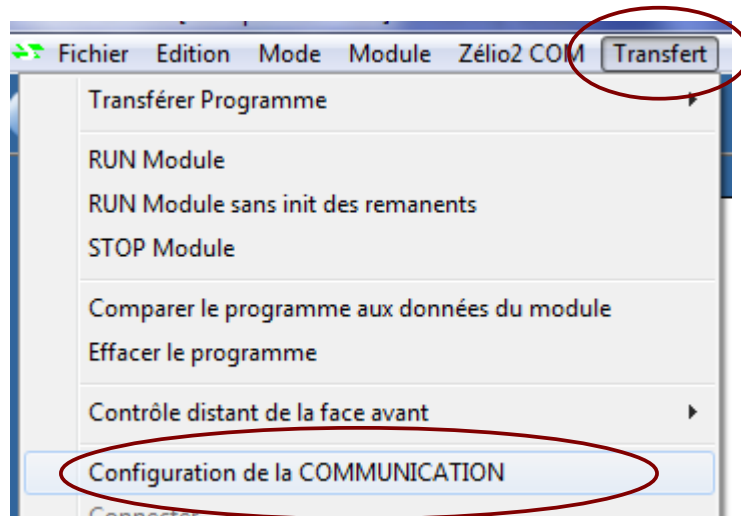 Fichier Edition Mode Module Zélio2 COM Transfert
Transférer Programme
RUN Module
RUN Module sans init des remanents
STOP Module
Comparer le programme aux données du module
Effacer le programme
Contrôle distant de la face avant
Configuration de la COMMUNICATION